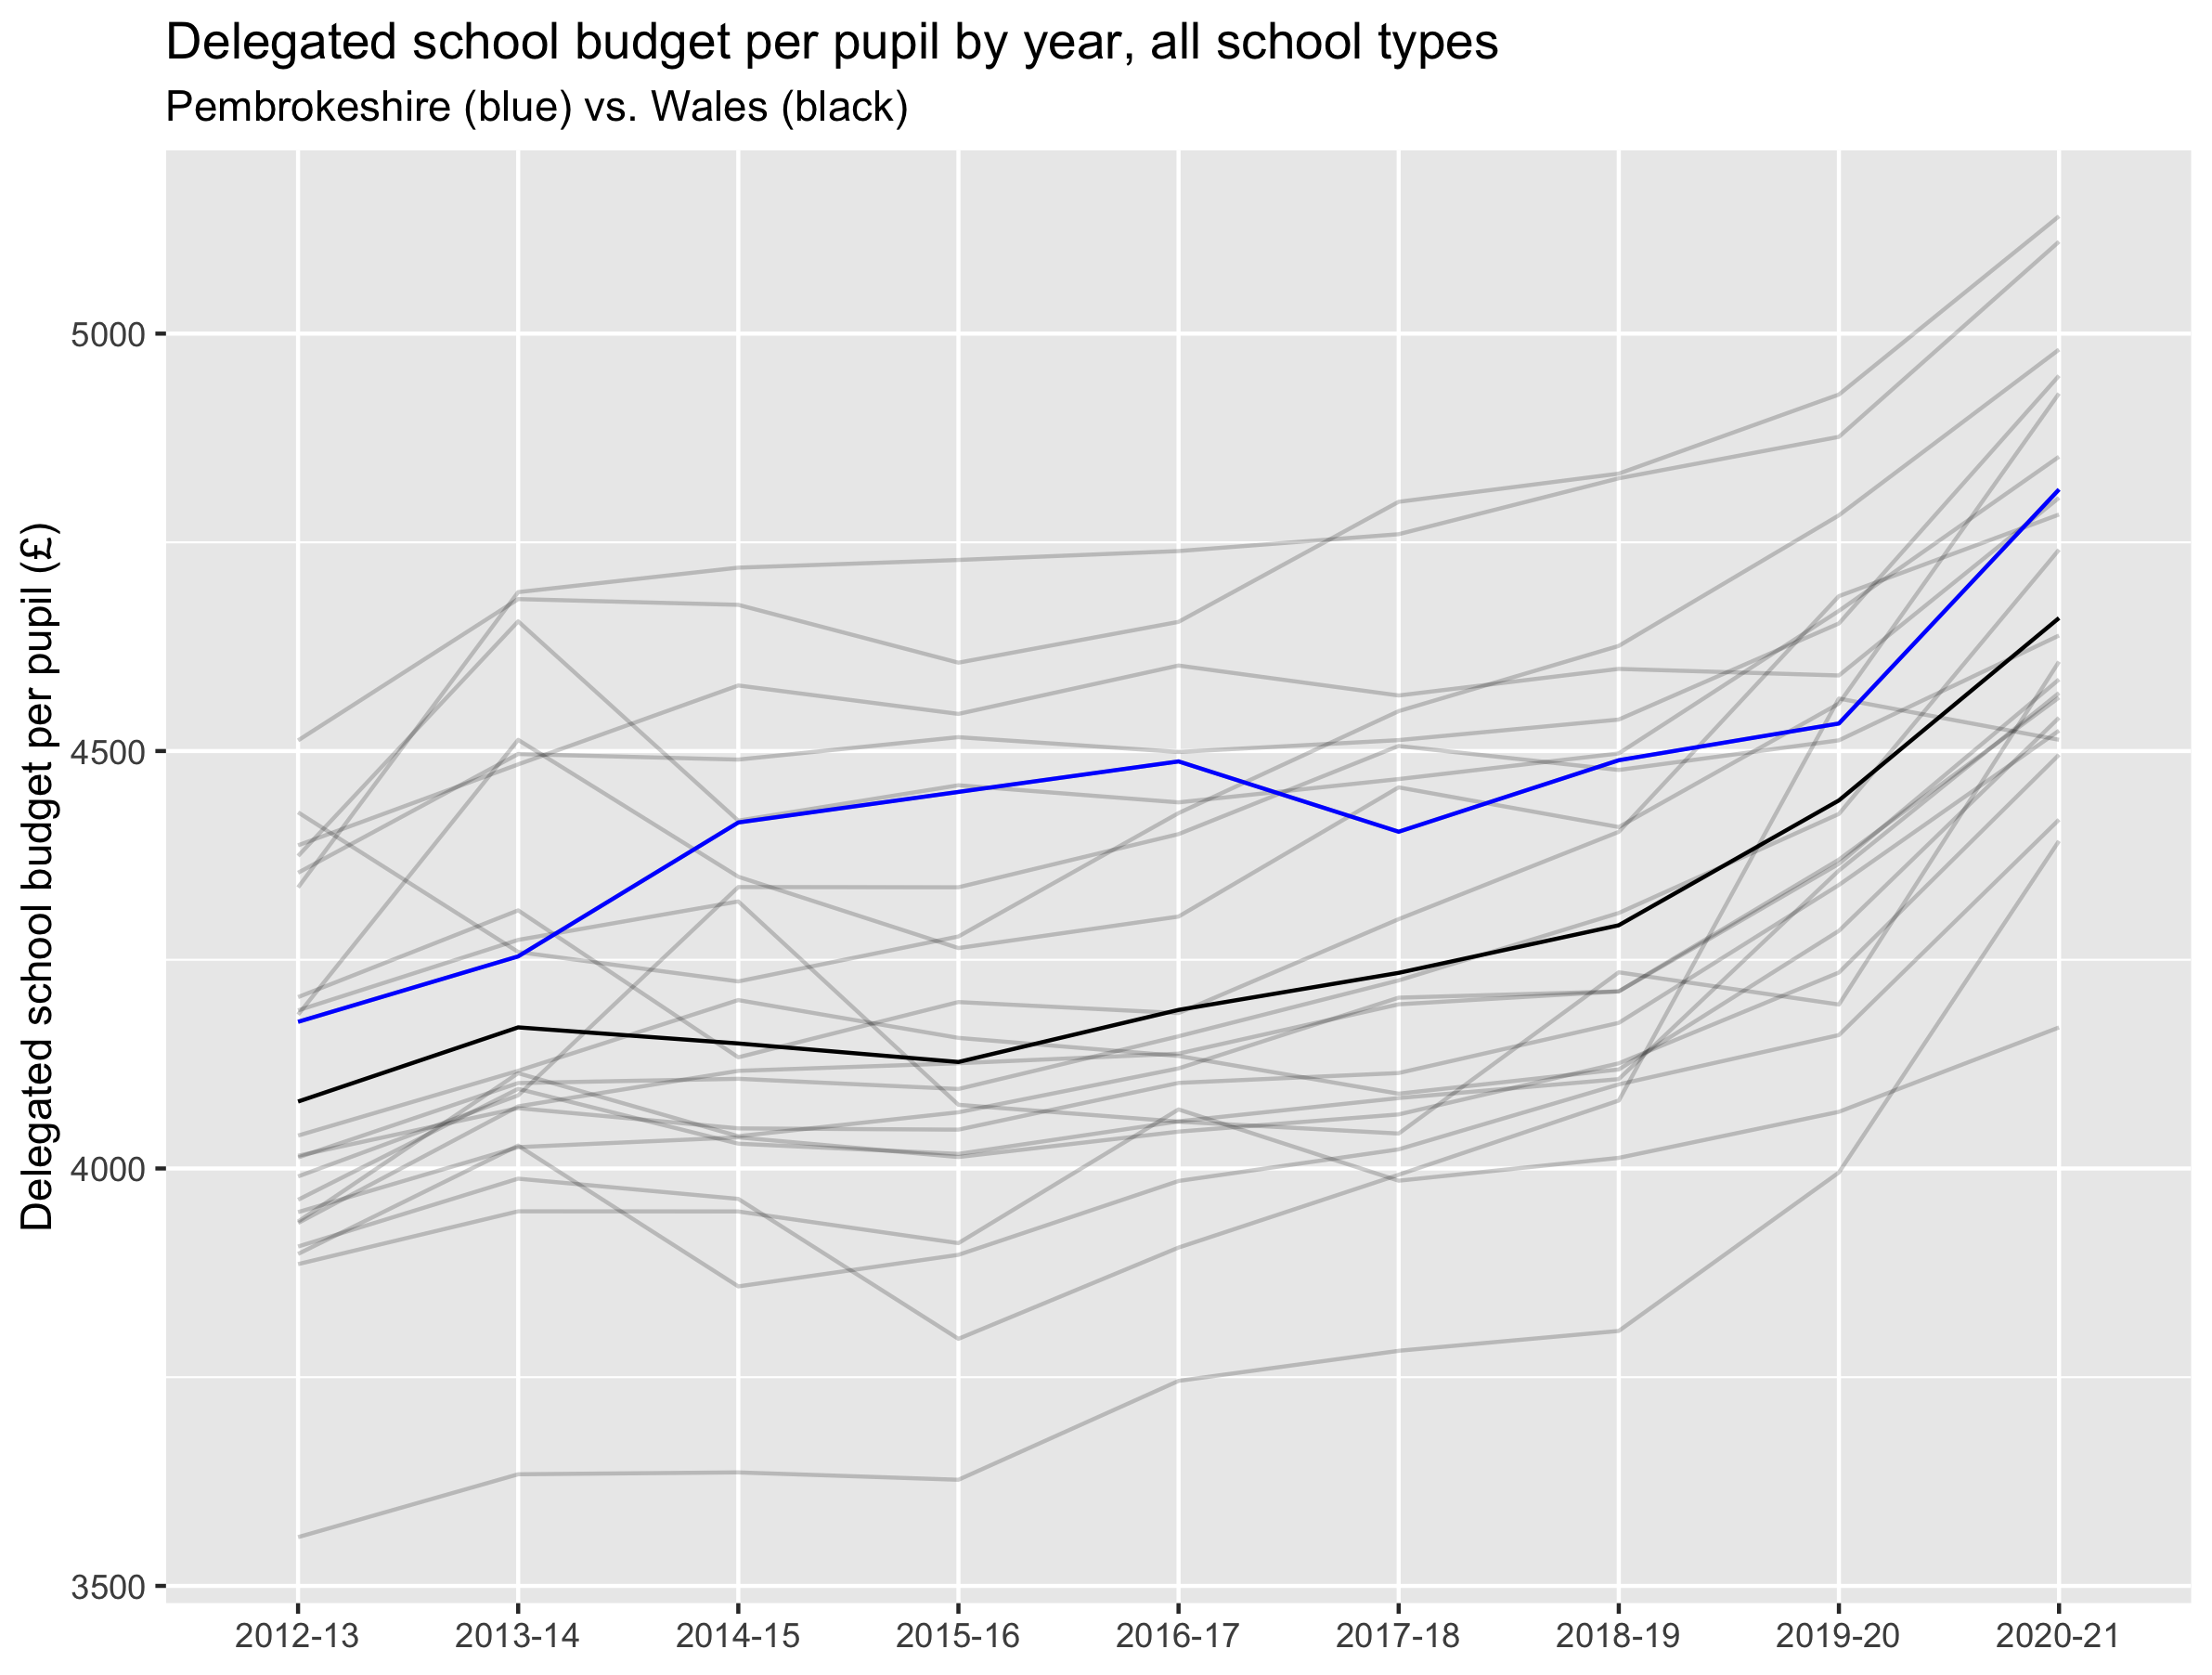 Delegated school budget per pupil by year, all school types
Pembrokeshire (blue) vs. Wales (black)
Delegated school budget per pupil (£)
5000
4500
4000
3500
2012-13 2013-14 2014-15 2015-16 2016-17 2017-18 2018-19 2019-20 2020-21